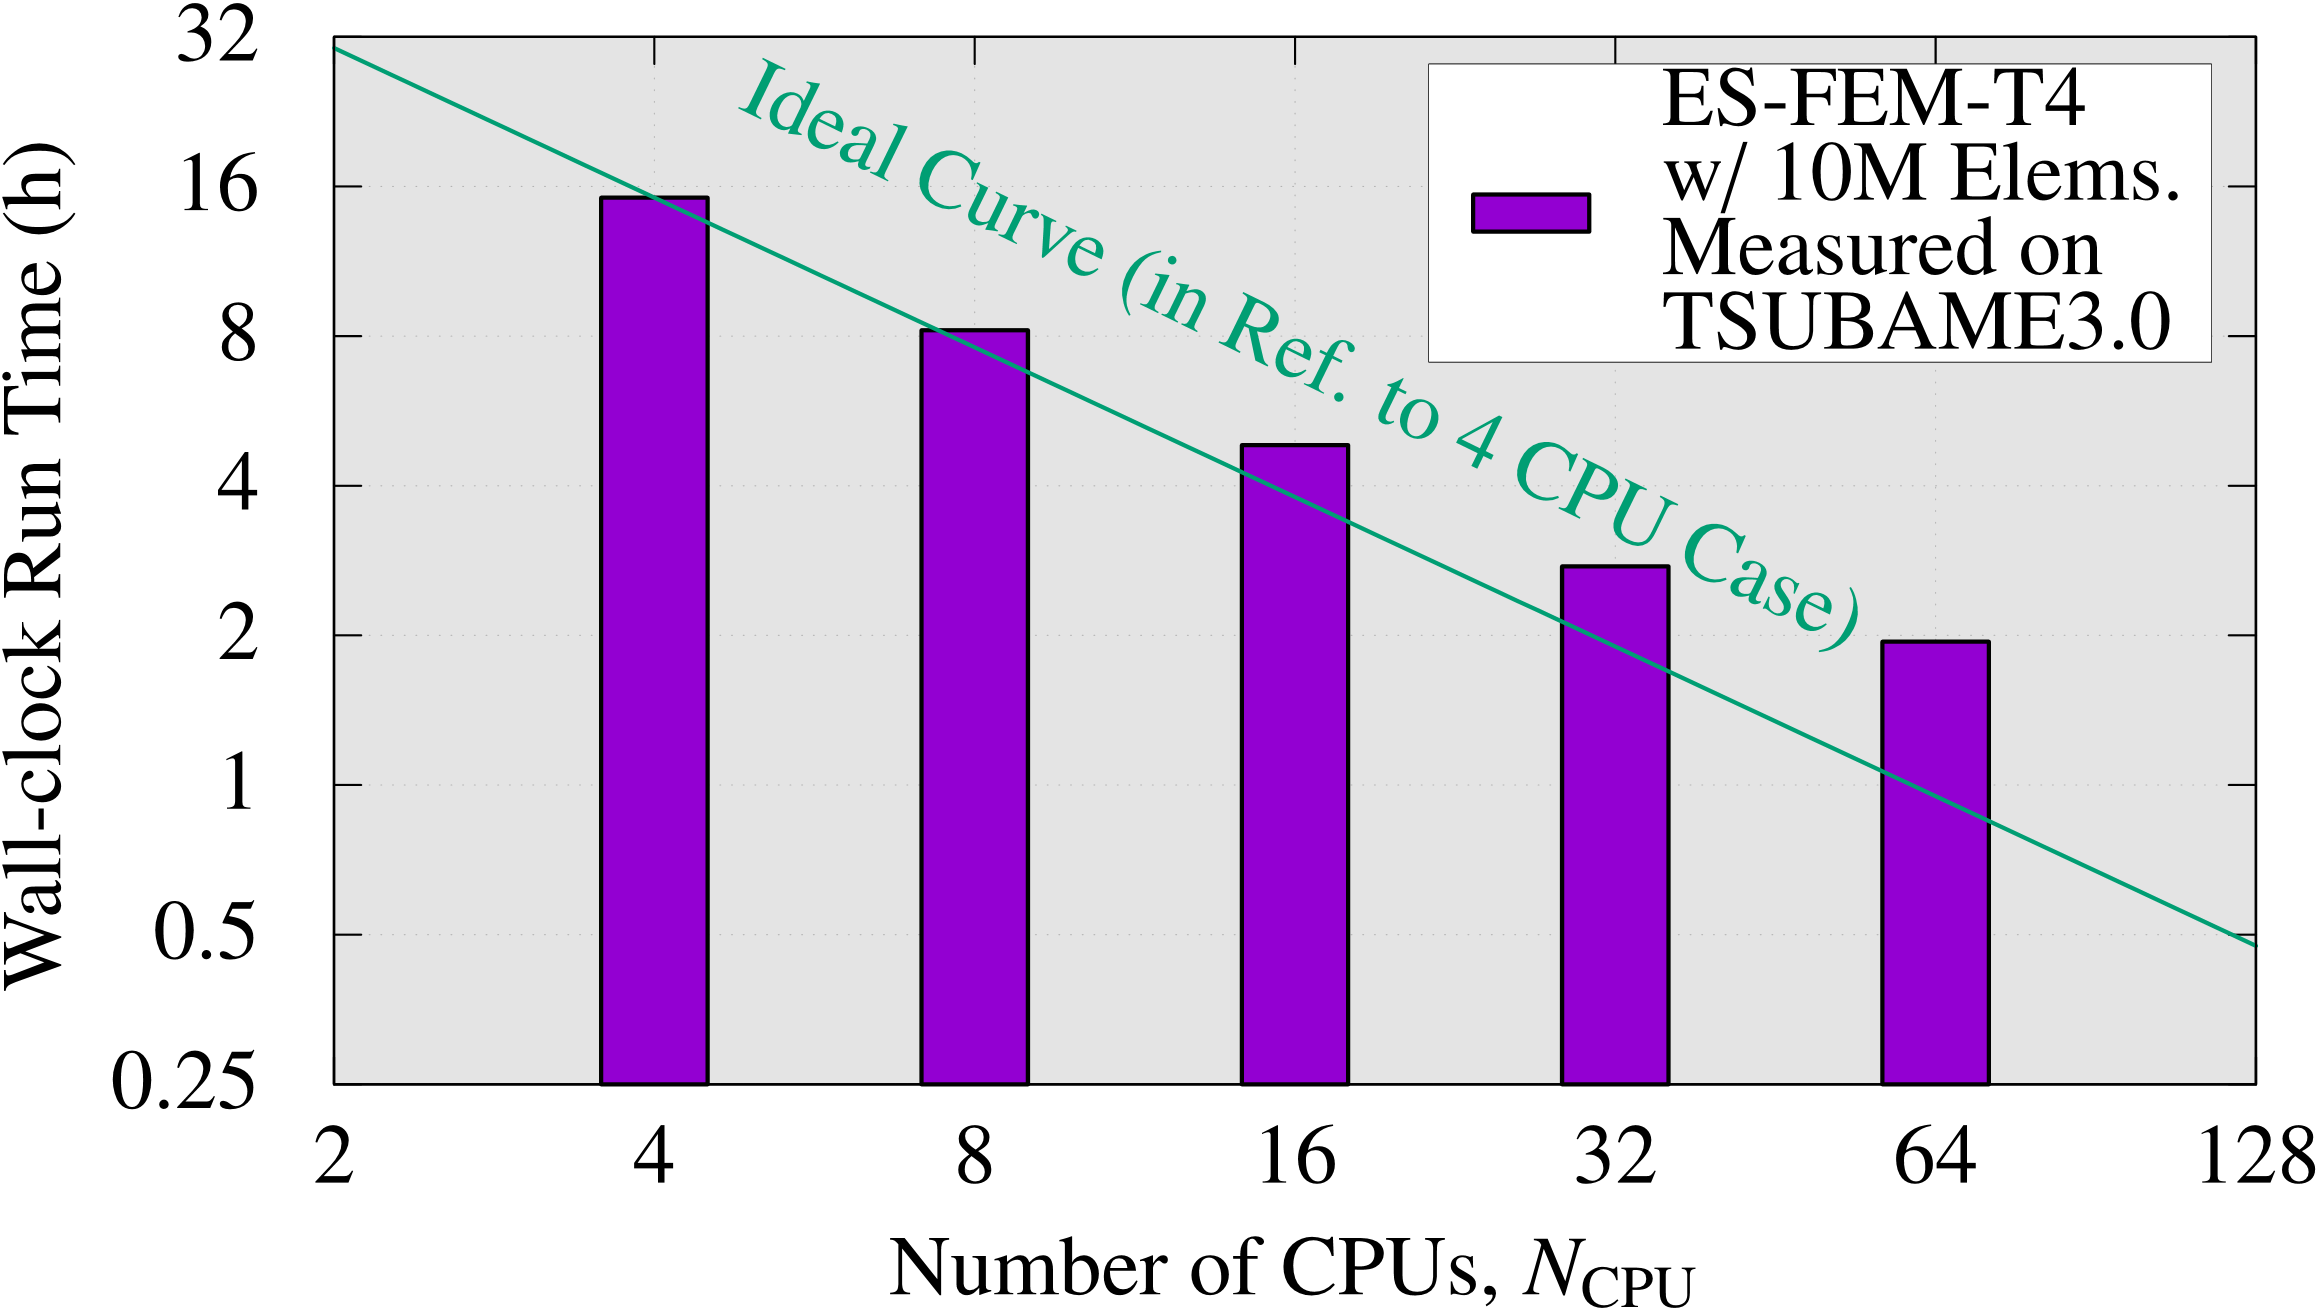 32
16
8
4
2
1
0.5
0.25
Wall-clock Run Time (h)
Ideal Curve (in Ref. to 4 CPU Case)
ES-FEM-T4
w/ 10M Elems.
Measured on
TSUBAME3.0
2 4 8 16 32 64 128
Number of CPUs, NCPU